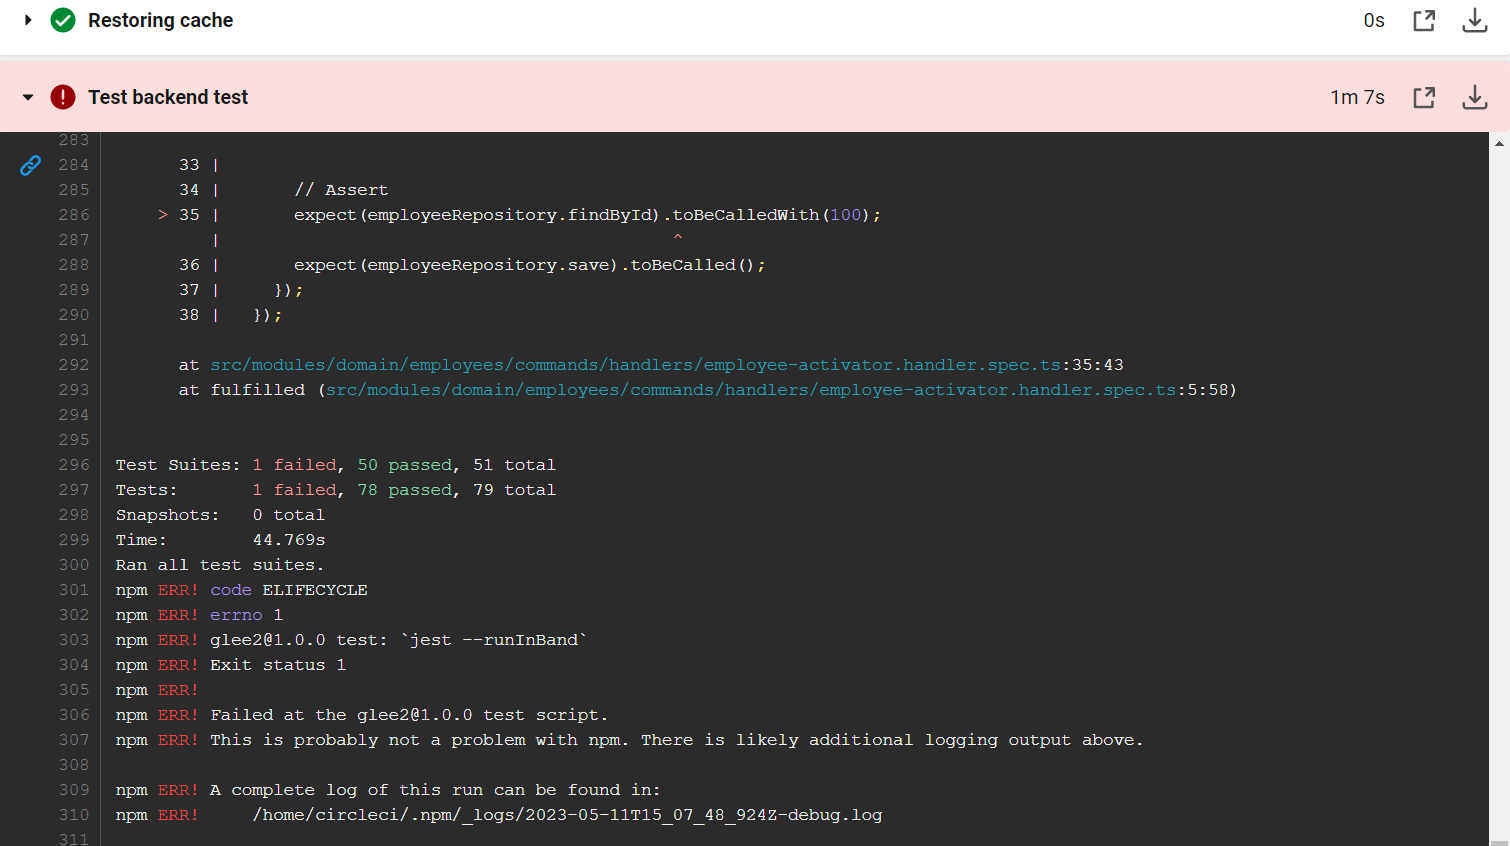 Restoring cache 0s
Test backend test 1m 7s
283
284 33 |
285 34 | // Assert
286 > 35 | expect(employeeRepository.findById).toBeCalledWith(100);
287 | ^
288 36 | expect(employeeRepository.save).toBeCalled();
289 37 | });
290 38 | });
291
292 at src/modules/domain/employees/commands/handlers/employee-activator.handler.spec.ts:35:43
293 at fulfilled (src/modules/domain/employees/commands/handlers/employee-activator.handler.spec.ts:5:58)
294
295
296 Test Suites: 1 failed, 50 passed, 51 total
297 Tests: 1 failed, 78 passed, 79 total
298 Snapshots: 0 total
299 Time: 44.769s
300 Ran all test suites.
301 npm ERR! code ELIFECYCLE
302 npm ERR! errno 1
303 npm ERR! glee2@1.0.0 test: `jest --runInBand`
304 npm ERR! Exit status 1
305 npm ERR!
306 npm ERR! Failed at the glee2@1.0.0 test script.
307 npm ERR! This is probably not a problem with npm. There is likely additional logging output above.
308
309 npm ERR! A complete log of this run can be found in:
310 npm ERR! /home/circleci/.npm/_logs/2023-05-11T15_07_48_924Z-debug.log
311